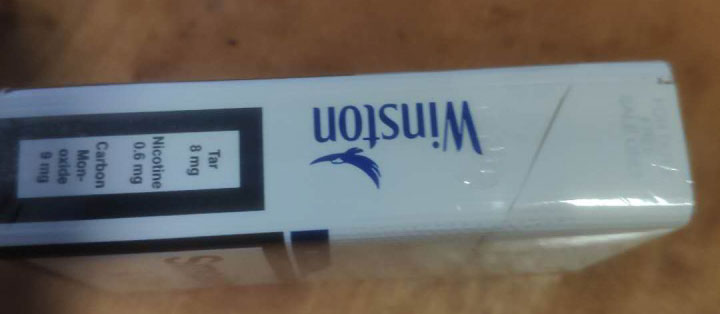 Winston
Tar
8 mg
Nicotine
0.6 mg
Carbon
Mon-
oxide
9 mg